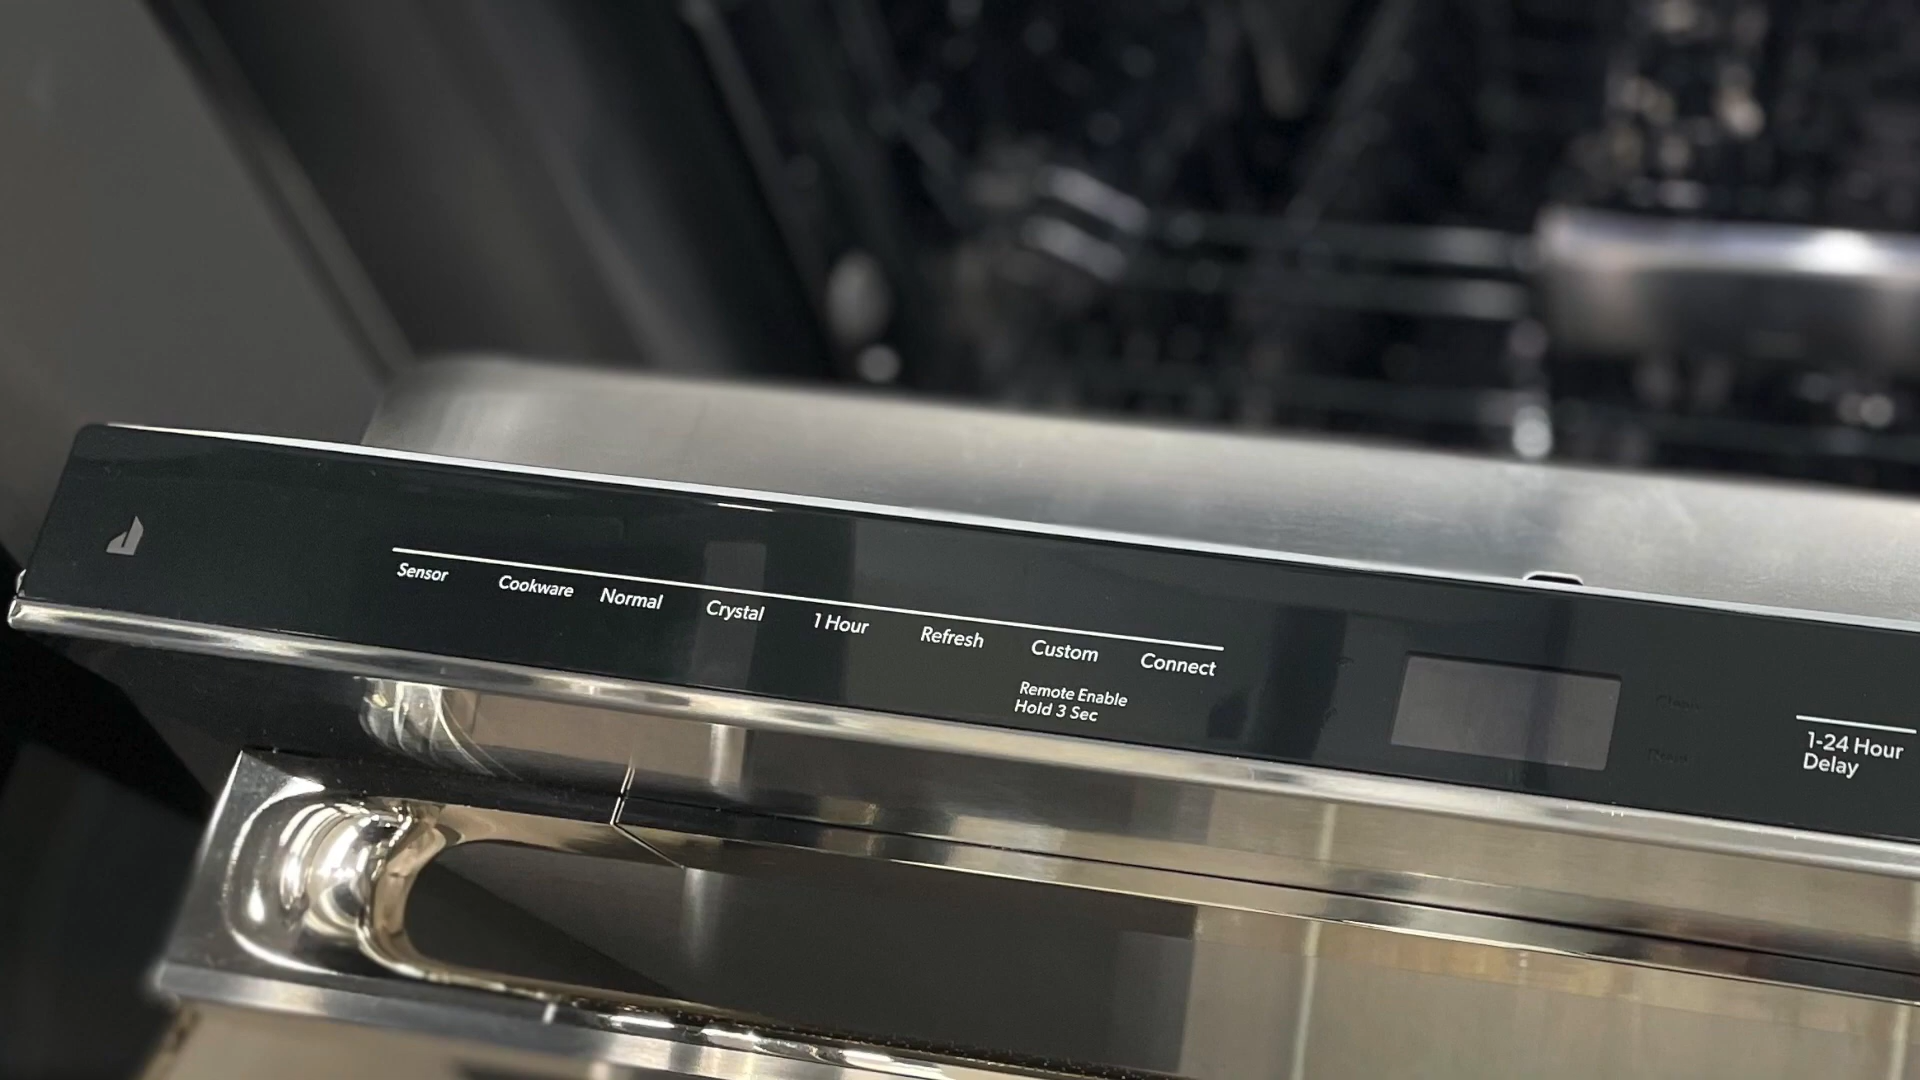 Sensor
Cookware
Normal
Crystal
1 Hour
Refresh
Custom
Connect
Remote Enable
Hold 3 Sec
1-24 Hour
Delay